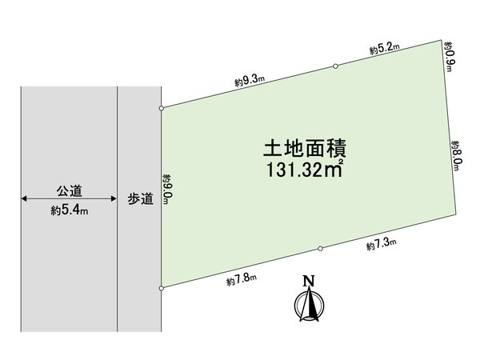 約9.3m
約5.2m
約0.9m
土地面積
131.32㎡
約9.0m
約8.0m
公道
約5.4m
歩道
約7.8m
約7.3m
N